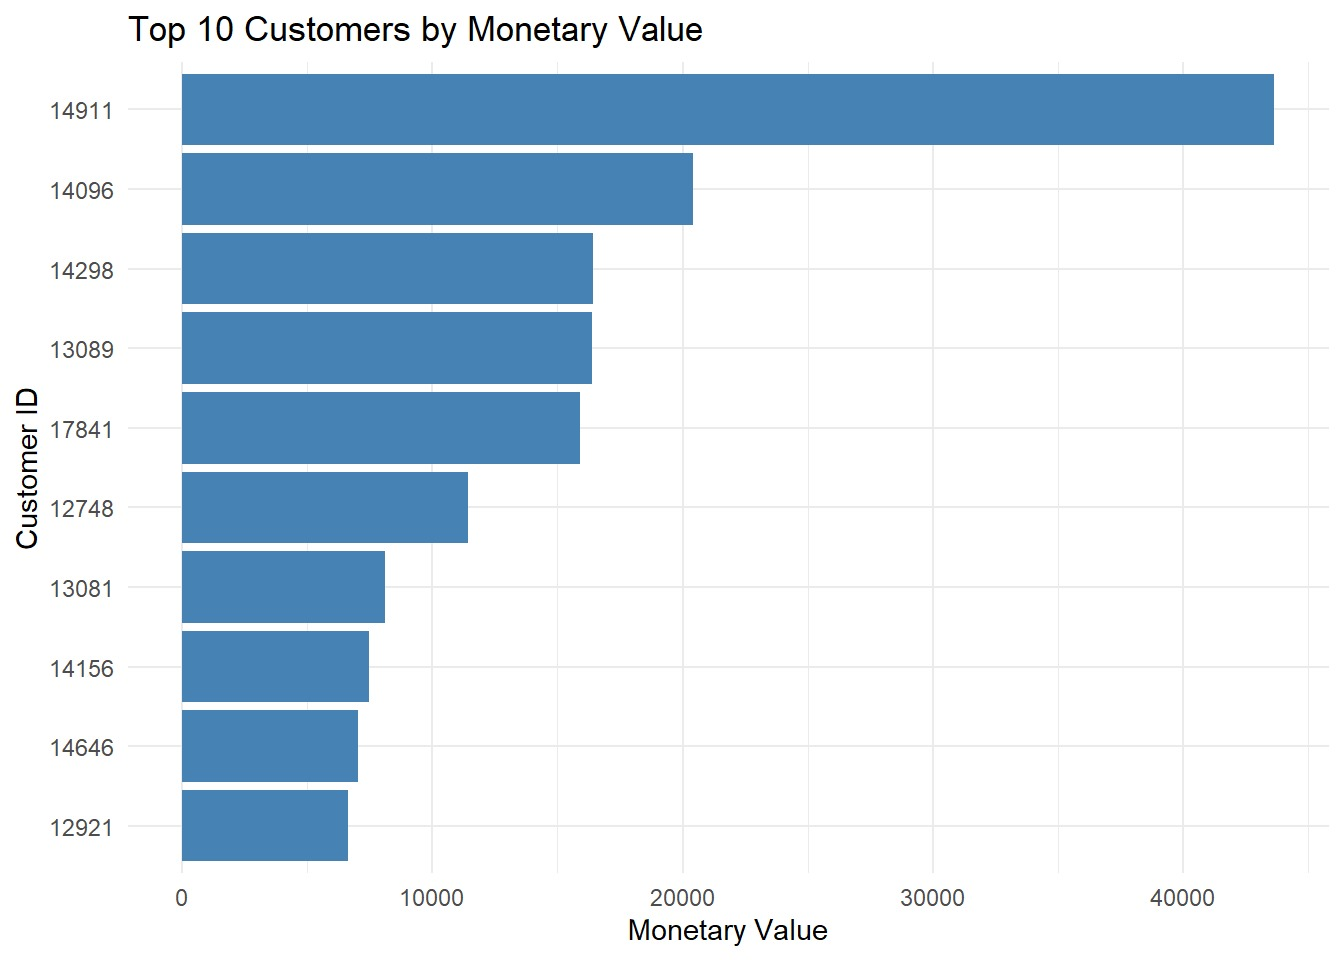 Top 10 Customers by Monetary Value
Customer ID
14911
14096
14298
13089
17841
12748
13081
14156
14646
12921
0 10000 20000 30000 40000
Monetary Value